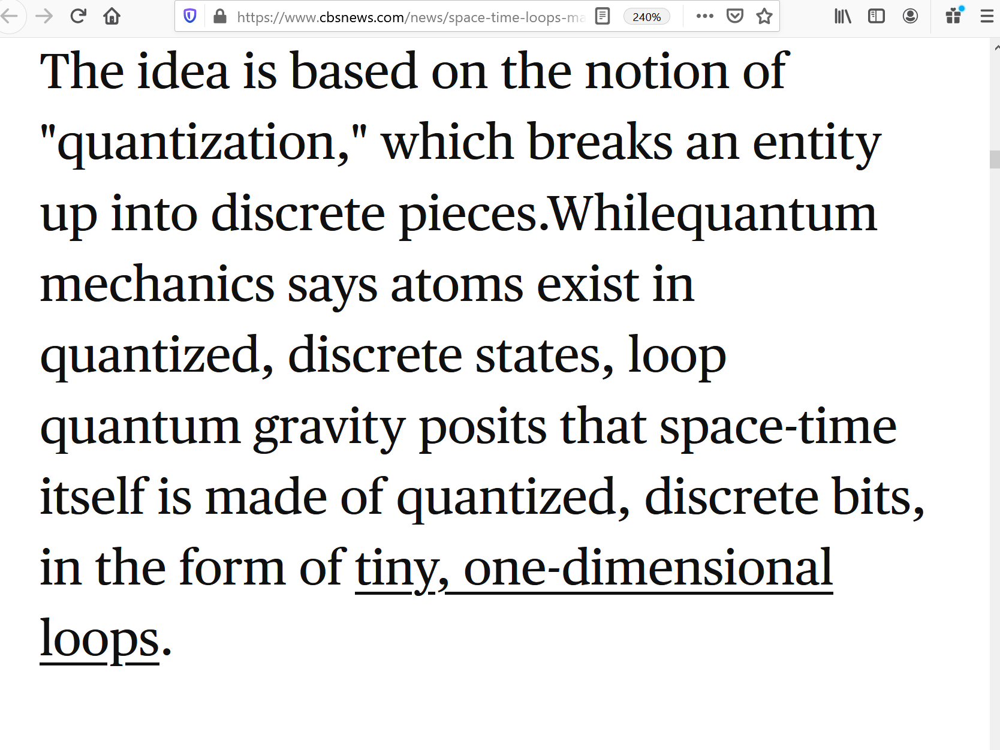 https://www.cbsnews.com/news/space-time-loops-ma
240%
The idea is based on the notion of
"quantization," which breaks an entity
up into discrete pieces.Whilequantum
mechanics says atoms exist in
quantized, discrete states, loop
quantum gravity posits that space-time
itself is made of quantized, discrete bits,
in the form of tiny, one-dimensional
loops.